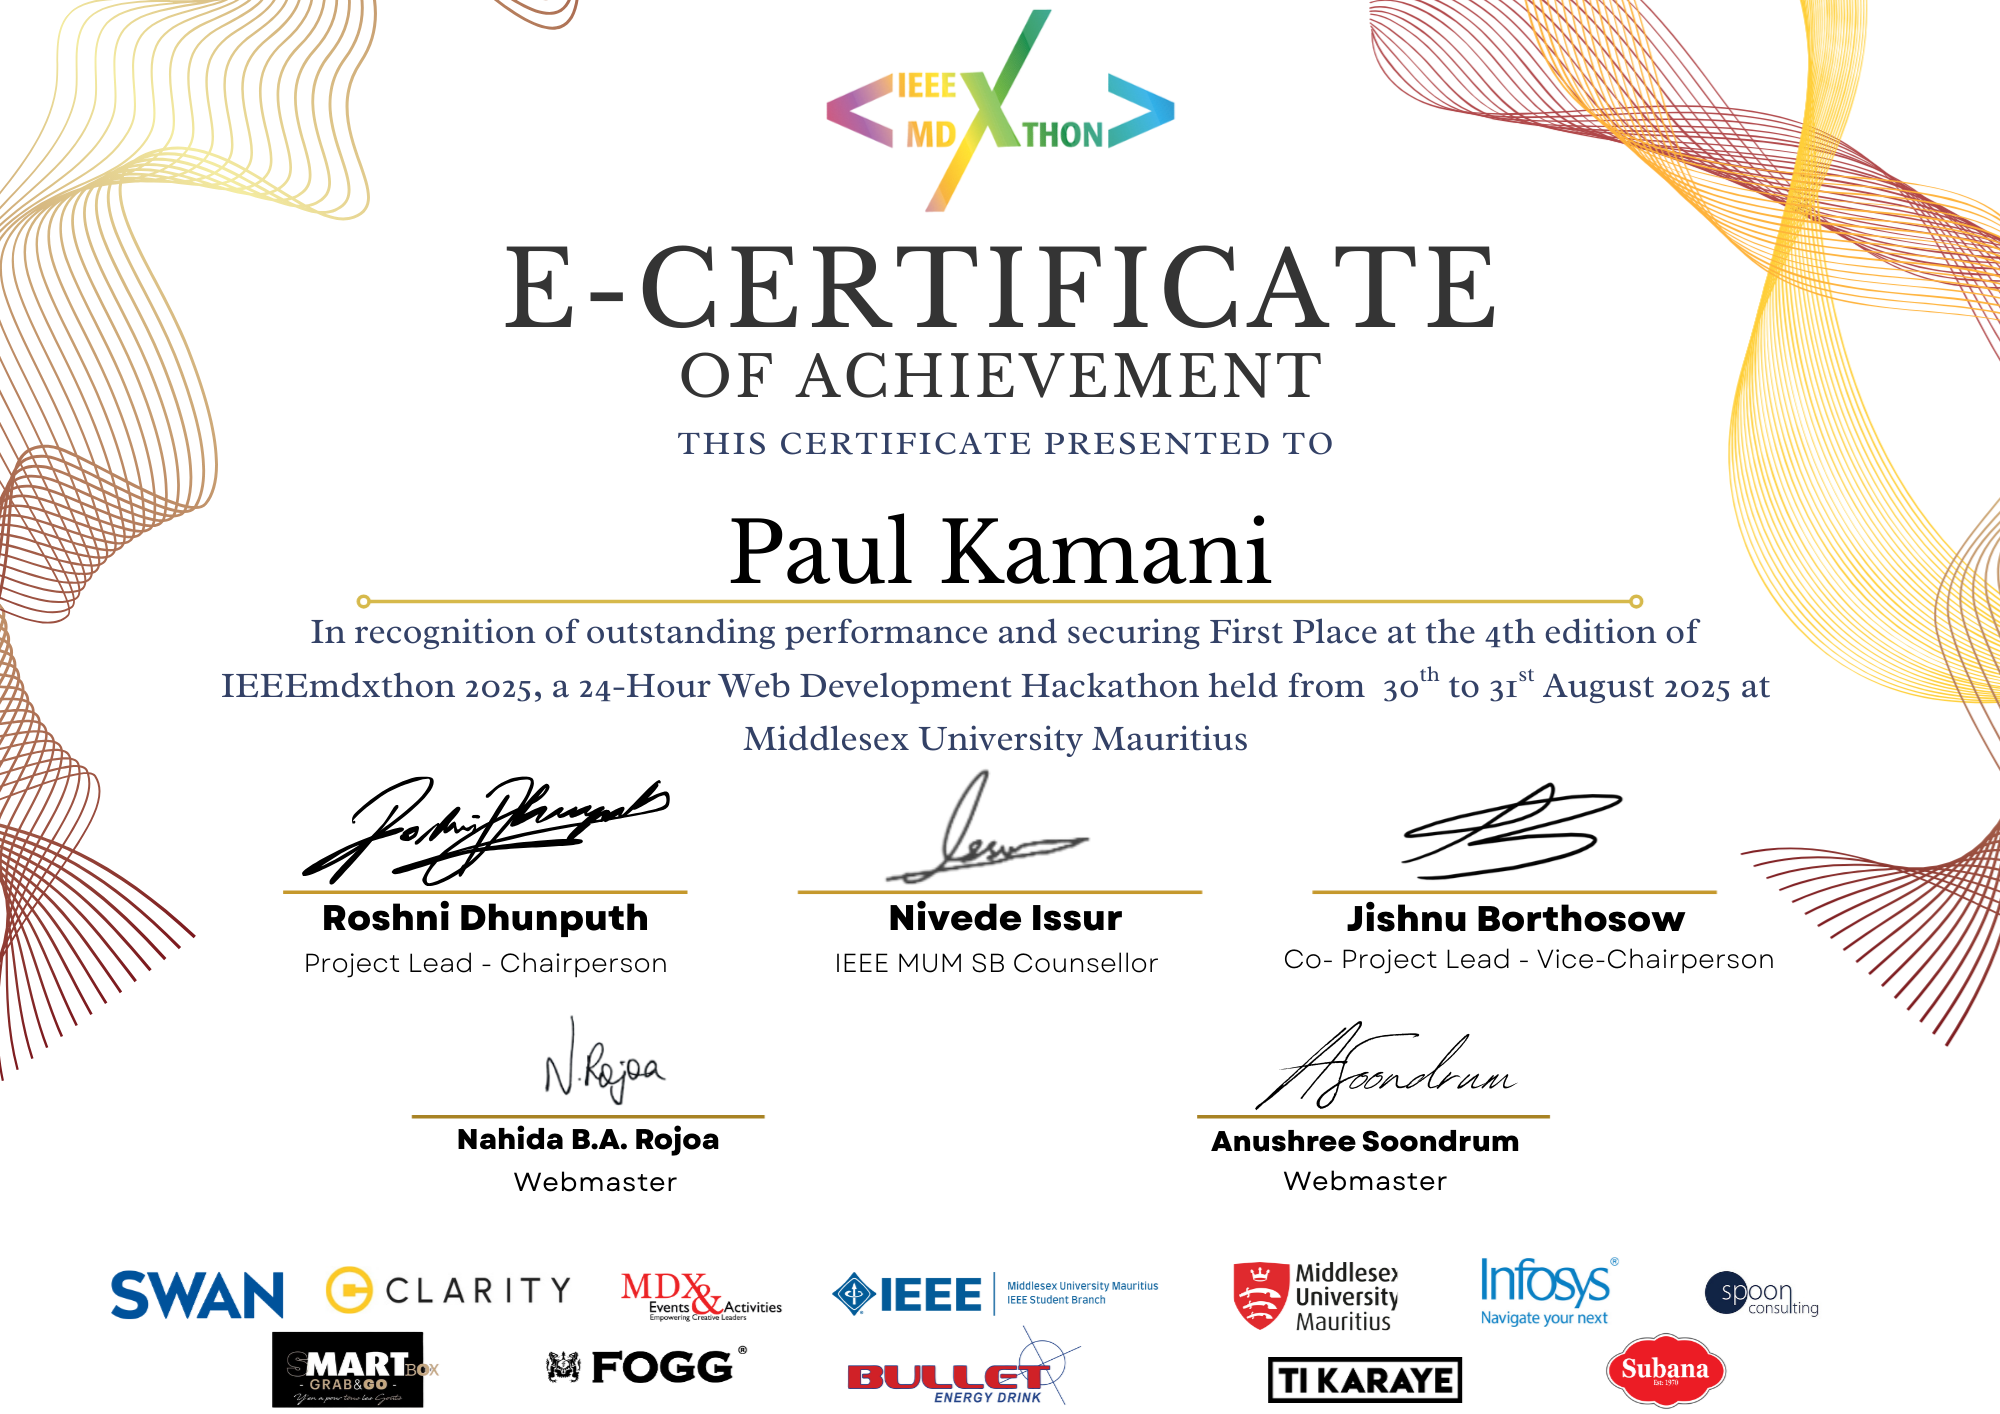 IEEE
MD X THON
E-CERTIFICATE
OF ACHIEVEMENT
THIS CERTIFICATE PRESENTED TO
Paul Kamani
In recognition of outstanding performance and securing First Place at the 4th edition of
IEEEmdxthon 2025, a 24-Hour Web Development Hackathon held from 30th to 31st August 2025 at
Middlesex University Mauritius
Roshni Dhunputh
Project Lead - Chairperson
Nivede Issur
IEEE MUM SB Counsellor
Jishnu Borthosow
Co- Project Lead - Vice-Chairperson
N.Rojoa
ASoondrum
Nahida B.A. Rojoa
Webmaster
Anushree Soondrum
Webmaster
SWAN
CLARITY
MDX & Events Activities
Empowering Creative Leaders
IEEE
Middlesex University Mauritius
IEEE Student Branch
Middlesex
University
Mauritius
Infosys®
Navigate your next
spoon
consulting
SMART BOX
- GRAB&GO -
FOGG®
BULLET
ENERGY DRINK
TI KARAYE
Subana
Est: 1970